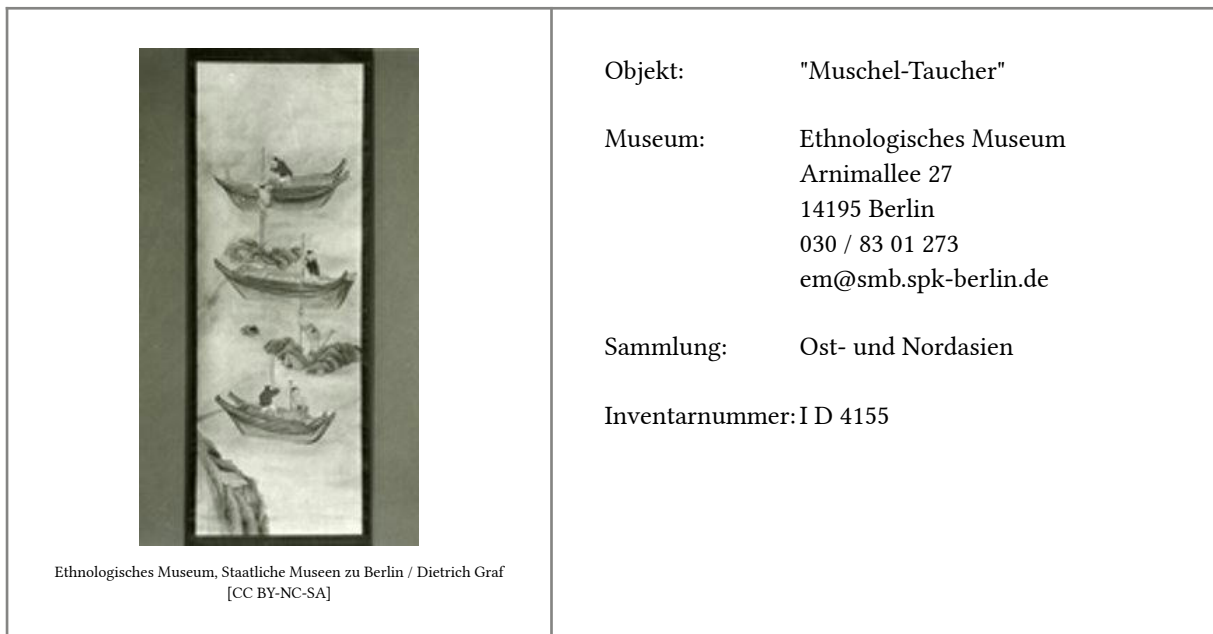 Ethnologisches Museum, Staatliche Museen zu Berlin / Dietrich Graf
[CC BY-NC-SA]
Objekt: "Muschel-Taucher"
Museum: Ethnologisches Museum
Arnimallee 27
14195 Berlin
030 / 83 01 273
em@smb.spk-berlin.de
Sammlung: Ost- und Nordasien
Inventarnummer: I D 4155